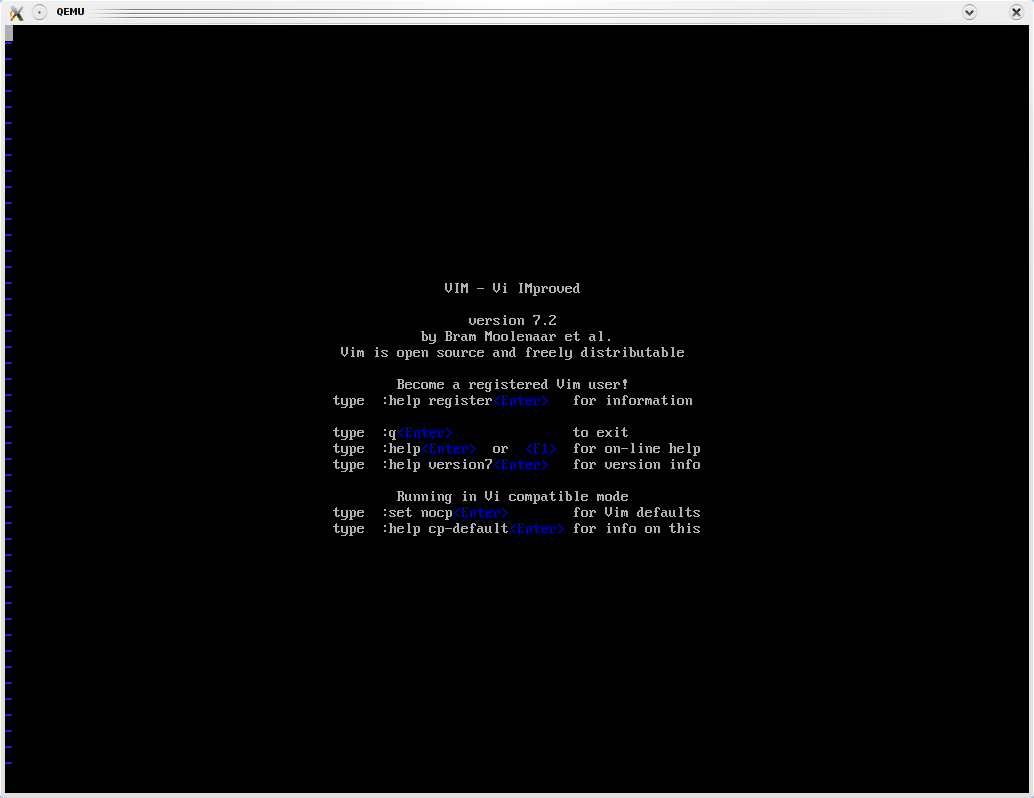 QEMU
VIM - Vi IMproved
version 7.2
by Bram Moolenaar et al.
Vim is open source and freely distributable
Become a registered Vim user!
type  :help register<Enter>   for information
type  :q<Enter>               to exit
type  :help<Enter>  or  <F1>  for on-line help
type  :help version7<Enter>   for version info
Running in Vi compatible mode
type  :set nocp<Enter>        for Vim defaults
type  :help cp-default<Enter> for info on this